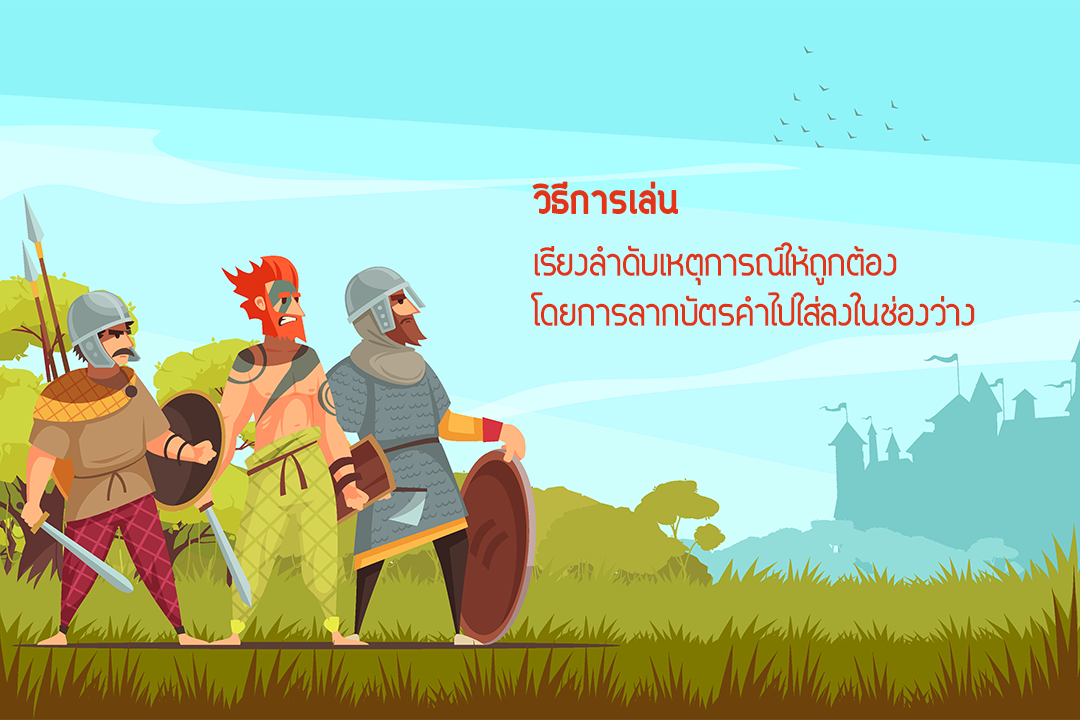 วิธีการเล่น
เรียงลำดับเหตุการณ์ให้ถูกต้อง
โดยการลากบัตรคำไปใส่ลงในช่องว่าง